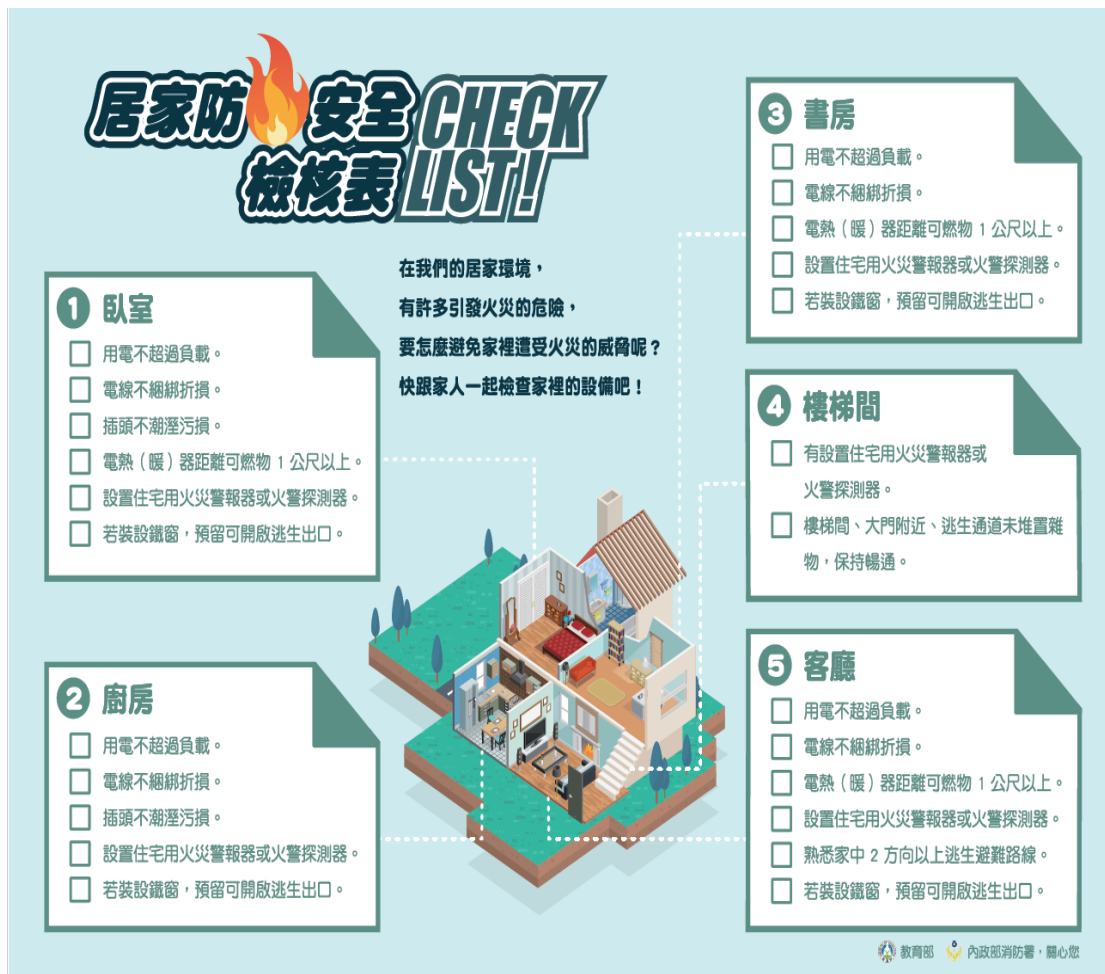 居家防火安全
檢核表
CHECK
LIST!
在我們的居家環境，
有許多引發火災的危險，
要怎麼避免家裡遭受火災的威脅呢？
快跟家人一起檢查家裡的設備吧！
1 臥室
用電不超過負載。
電線不綑綁折損。
插頭不潮溼污損。
電熱（暖）器距離可燃物 1 公尺以上。
設置住宅用火災警報器或火警探測器。
若裝設鐵窗，預留可開啟逃生出口。
2 廚房
用電不超過負載。
電線不綑綁折損。
插頭不潮溼污損。
設置住宅用火災警報器或火警探測器。
若裝設鐵窗，預留可開啟逃生出口。
3 書房
用電不超過負載。
電線不綑綁折損。
電熱（暖）器距離可燃物 1 公尺以上。
設置住宅用火災警報器或火警探測器。
若裝設鐵窗，預留可開啟逃生出口。
4 樓梯間
有設置住宅用火災警報器或
火警探測器。
樓梯間、大門附近、逃生通道未堆置雜
物，保持暢通。
5 客廳
用電不超過負載。
電線不綑綁折損。
電熱（暖）器距離可燃物 1 公尺以上。
設置住宅用火災警報器或火警探測器。
熟悉家中 2 方向以上逃生避難路線。
若裝設鐵窗，預留可開啟逃生出口。
教育部 內政部消防署，關心您